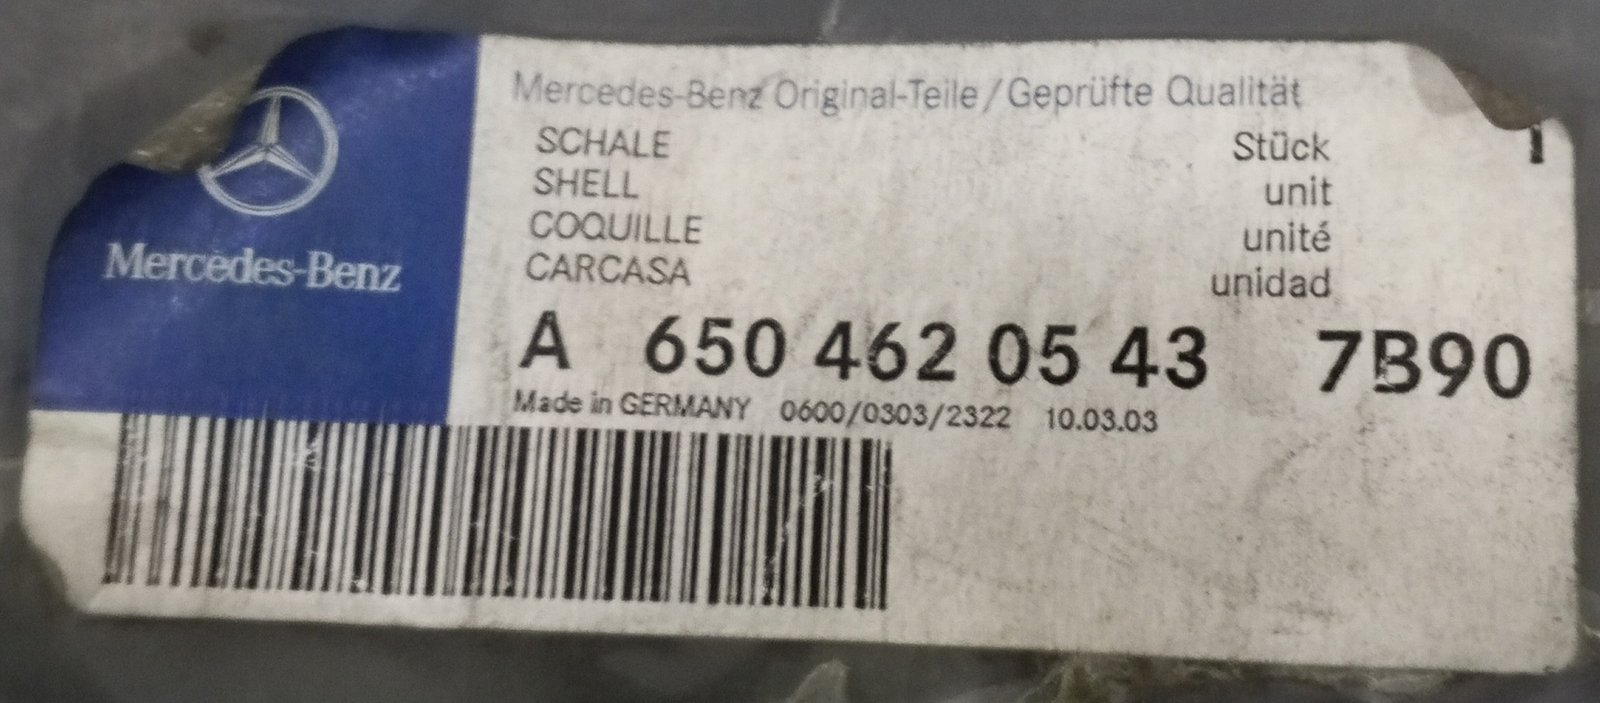 Mercedes-Benz
Mercedes-Benz Original-Teile/Geprüfte Qualität
SCHALE Stück 1
SHELL unit
COQUILLE unité
CARCASA unidad
A 650 462 05 43 7B90
Made in GERMANY 0600/0303/2322 10.03.03